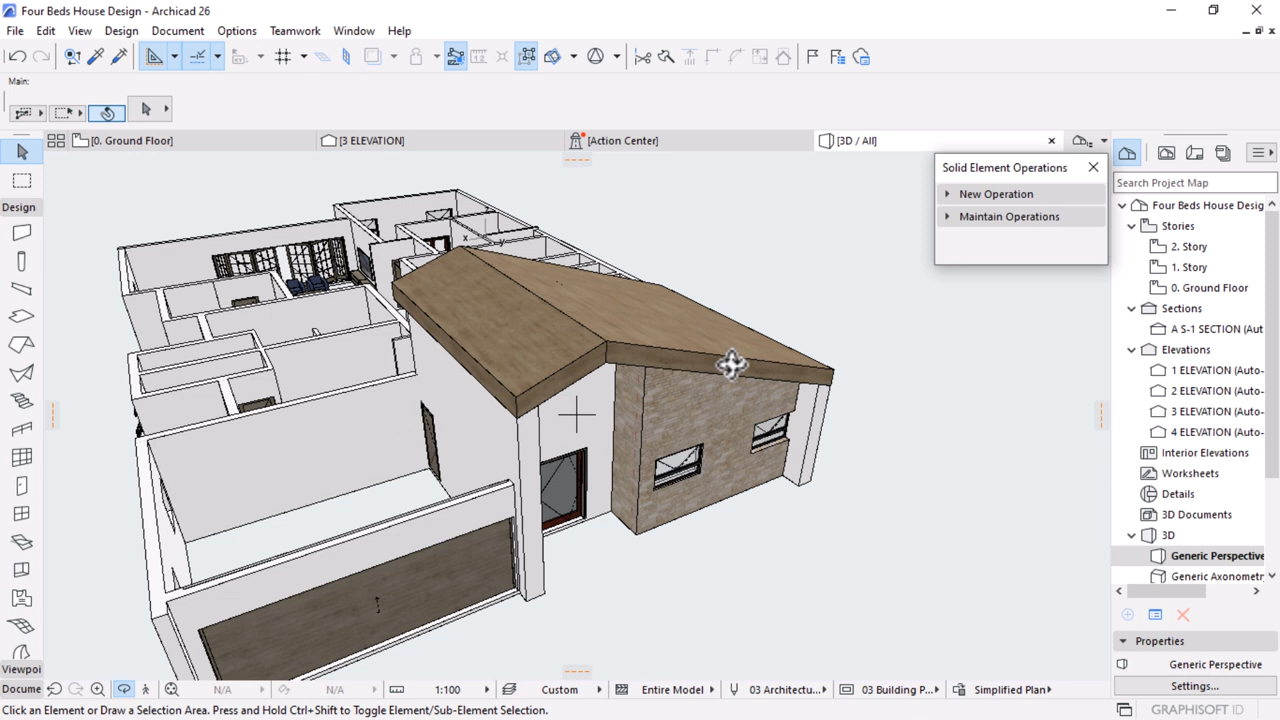 Four Beds House Design - Archicad 26
File Edit View Design Document Options Teamwork Window Help
Main:
[0. Ground Floor] [3 ELEVATION] [Action Center] [3D / All]
Solid Element Operations
New Operation
Maintain Operations
Search Project Map
Design
Four Beds House Desig
Stories
2. Story
1. Story
0. Ground Floor
Sections
A S-1 SECTION (Aut
Elevations
1 ELEVATION (Auto-
2 ELEVATION (Auto-
3 ELEVATION (Auto-
4 ELEVATION (Auto-
Interior Elevations
Worksheets
Details
3D Documents
3D
Generic Perspective
Generic Axonometr
Properties
Generic Perspective
Settings...
Viewpoi
Docume N/A N/A 1:100 Custom Entire Model 03 Architectu... 03 Building P... Simplified Plan
Click an Element or Draw a Selection Area. Press and Hold Ctrl+Shift to Toggle Element/Sub-Element Selection.
GRAPHISOFT ID
x y